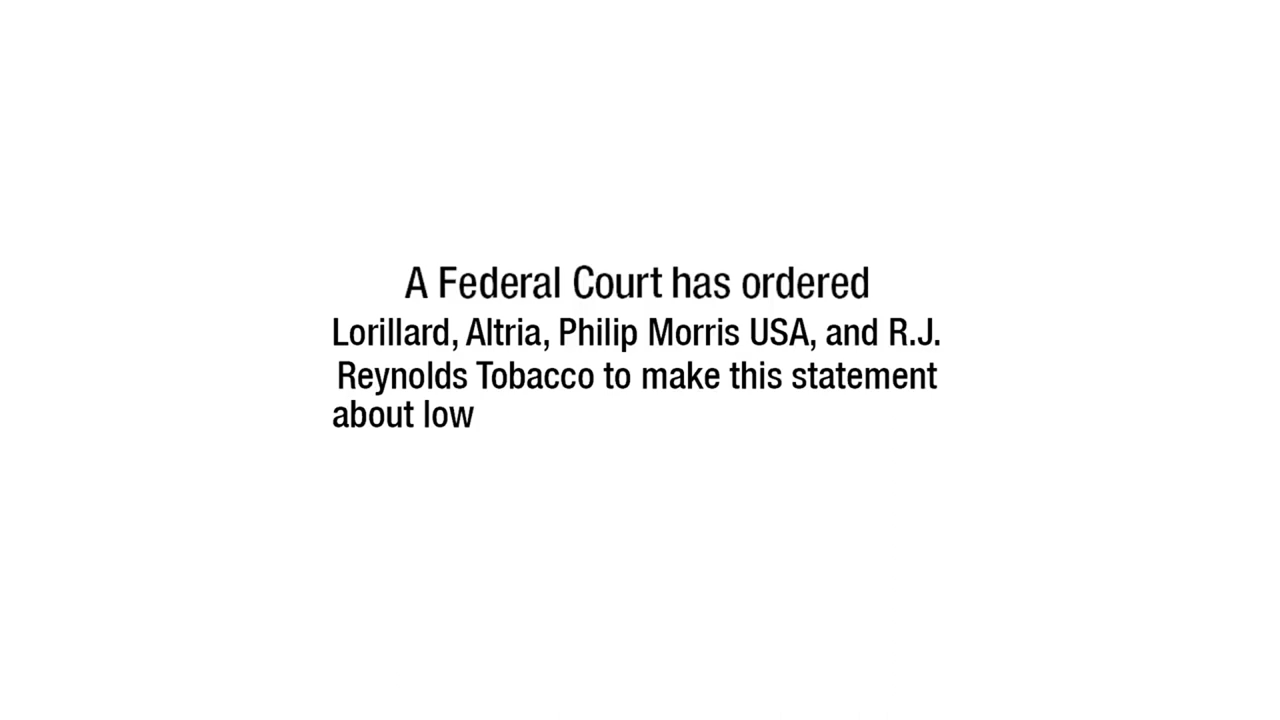 A Federal Court has ordered
Lorillard, Altria, Philip Morris USA, and R.J.
Reynolds Tobacco to make this statement
about low